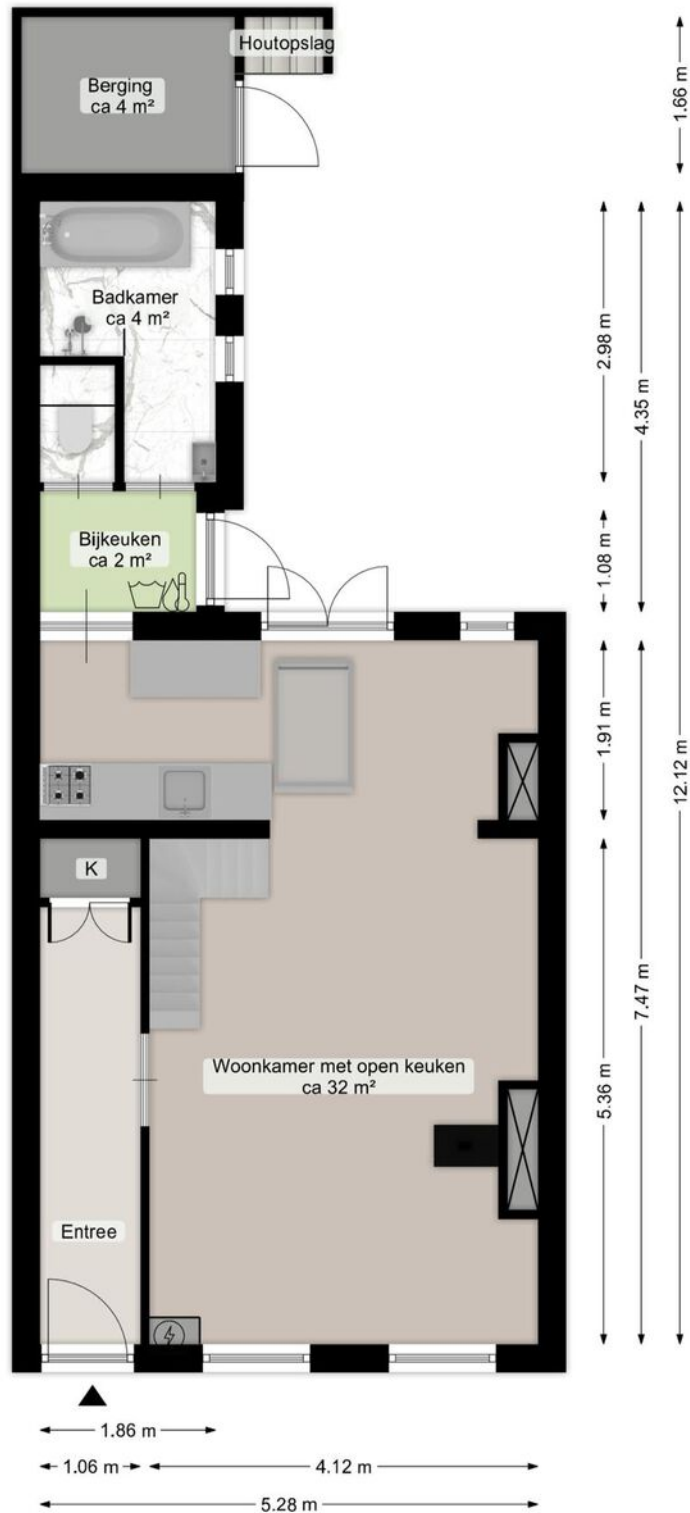 Houtopslag
Berging
ca 4 m²
1.66 m
Badkamer
ca 4 m²
2.98 m
4.35 m
Bijkeuken
ca 2 m²
1.08 m
1.91 m
12.12 m
K
7.47 m
Woonkamer met open keuken
ca 32 m²
5.36 m
Entree
1.86 m
1.06 m
4.12 m
5.28 m